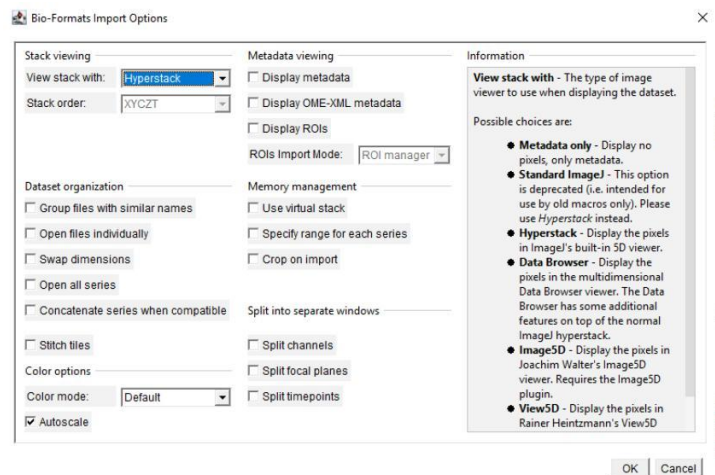 Bio-Formats Import Options
Stack viewing
View stack with: Hyperstack
Stack order: XYCZT
Metadata viewing
Display metadata
Display OME-XML metadata
Display ROIs
ROIs Import Mode: ROI manager
Dataset organization
Group files with similar names
Open files individually
Swap dimensions
Open all series
Concatenate series when compatible
Stitch tiles
Memory management
Use virtual stack
Specify range for each series
Crop on import
Split into separate windows
Split channels
Split focal planes
Split timepoints
Color options
Color mode: Default
Autoscale
Information
View stack with - The type of image
viewer to use when displaying the dataset.
Possible choices are:
Metadata only - Display no
pixels, only metadata.
Standard ImageJ - This option
is deprecated (i.e. intended for
use by old macros only). Please
use Hyperstack instead.
Hyperstack - Display the pixels
in ImageJ's built-in 5D viewer.
Data Browser - Display the
pixels in the multidimensional
Data Browser viewer. The Data
Browser has some additional
features on top of the normal
ImageJ hyperstack.
Image5D - Display the pixels in
Joachim Walter's Image5D
viewer. Requires the Image5D
plugin.
View5D - Display the pixels in
Rainer Heintzmann's View5D
OK Cancel